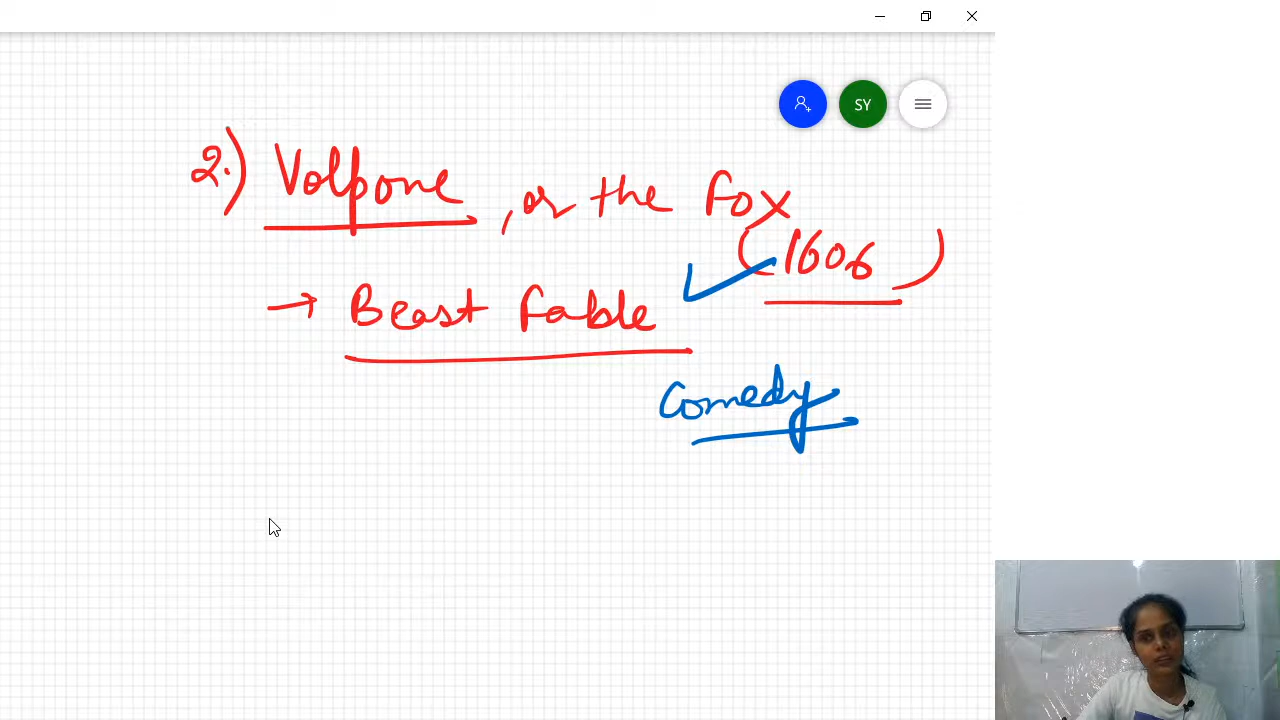 SY
2.) Volpone, or the Fox
(1606)
→ Beast Fable
Comedy